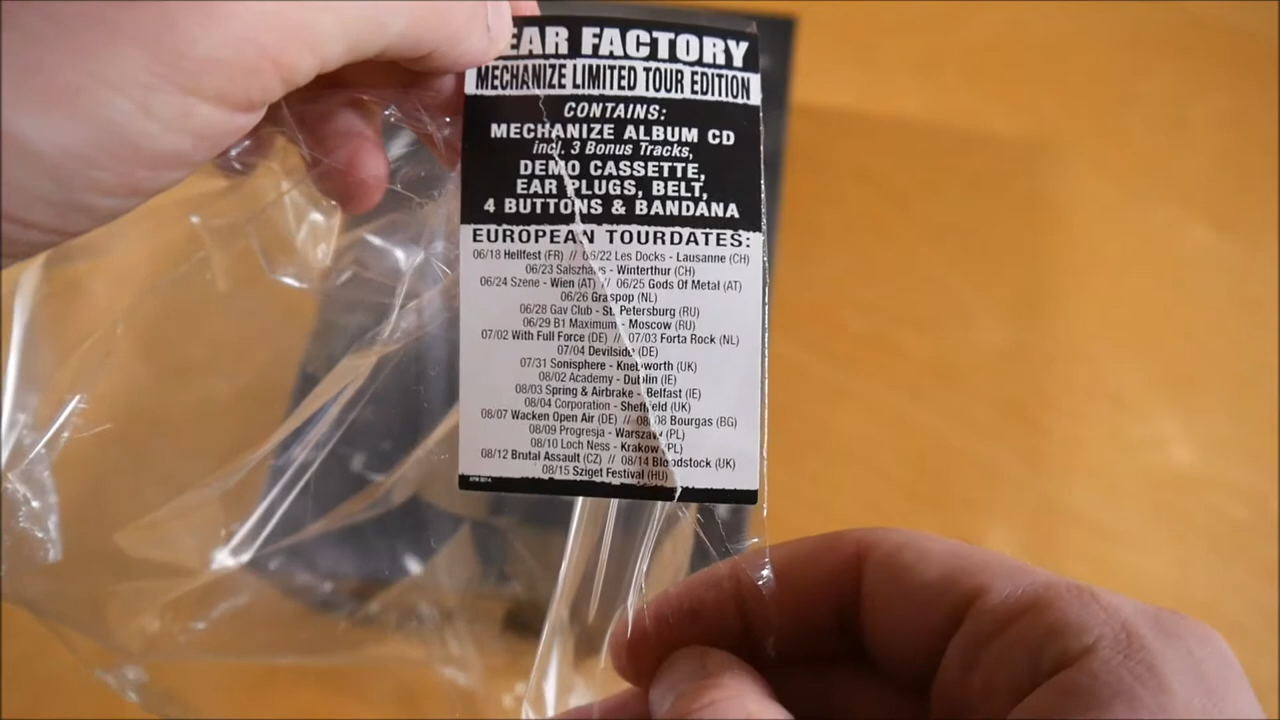 EAR FACTORY
MECHANIZE LIMITED TOUR EDITION
CONTAINS:
MECHANIZE ALBUM CD
incl. 3 Bonus Tracks,
DEMO CASSETTE,
EAR PLUGS, BELT,
4 BUTTONS & BANDANA
EUROPEAN TOURDATES:
06/18 Hellfest (FR) // 06/22 Les Docks - Lausanne (CH)
06/23 Salszhaus - Winterthur (CH)
06/24 Szene - Wien (AT) // 06/25 Gods Of Metal (AT)
06/26 Graspop (NL)
06/28 Gav Club - St. Petersburg (RU)
06/29 B1 Maximum - Moscow (RU)
07/02 With Full Force (DE) // 07/03 Forta Rock (NL)
07/04 Devilside (DE)
07/31 Sonisphere - Knebworth (UK)
08/02 Academy - Dublin (IE)
08/03 Spring & Airbrake - Belfast (IE)
08/04 Corporation - Sheffield (UK)
08/07 Wacken Open Air (DE) // 08/08 Bourgas (BG)
08/09 Progresja - Warszaw (PL)
08/10 Loch Ness - Krakow (PL)
08/12 Brutal Assault (CZ) // 08/14 Bloodstock (UK)
08/15 Sziget Festival (HU)